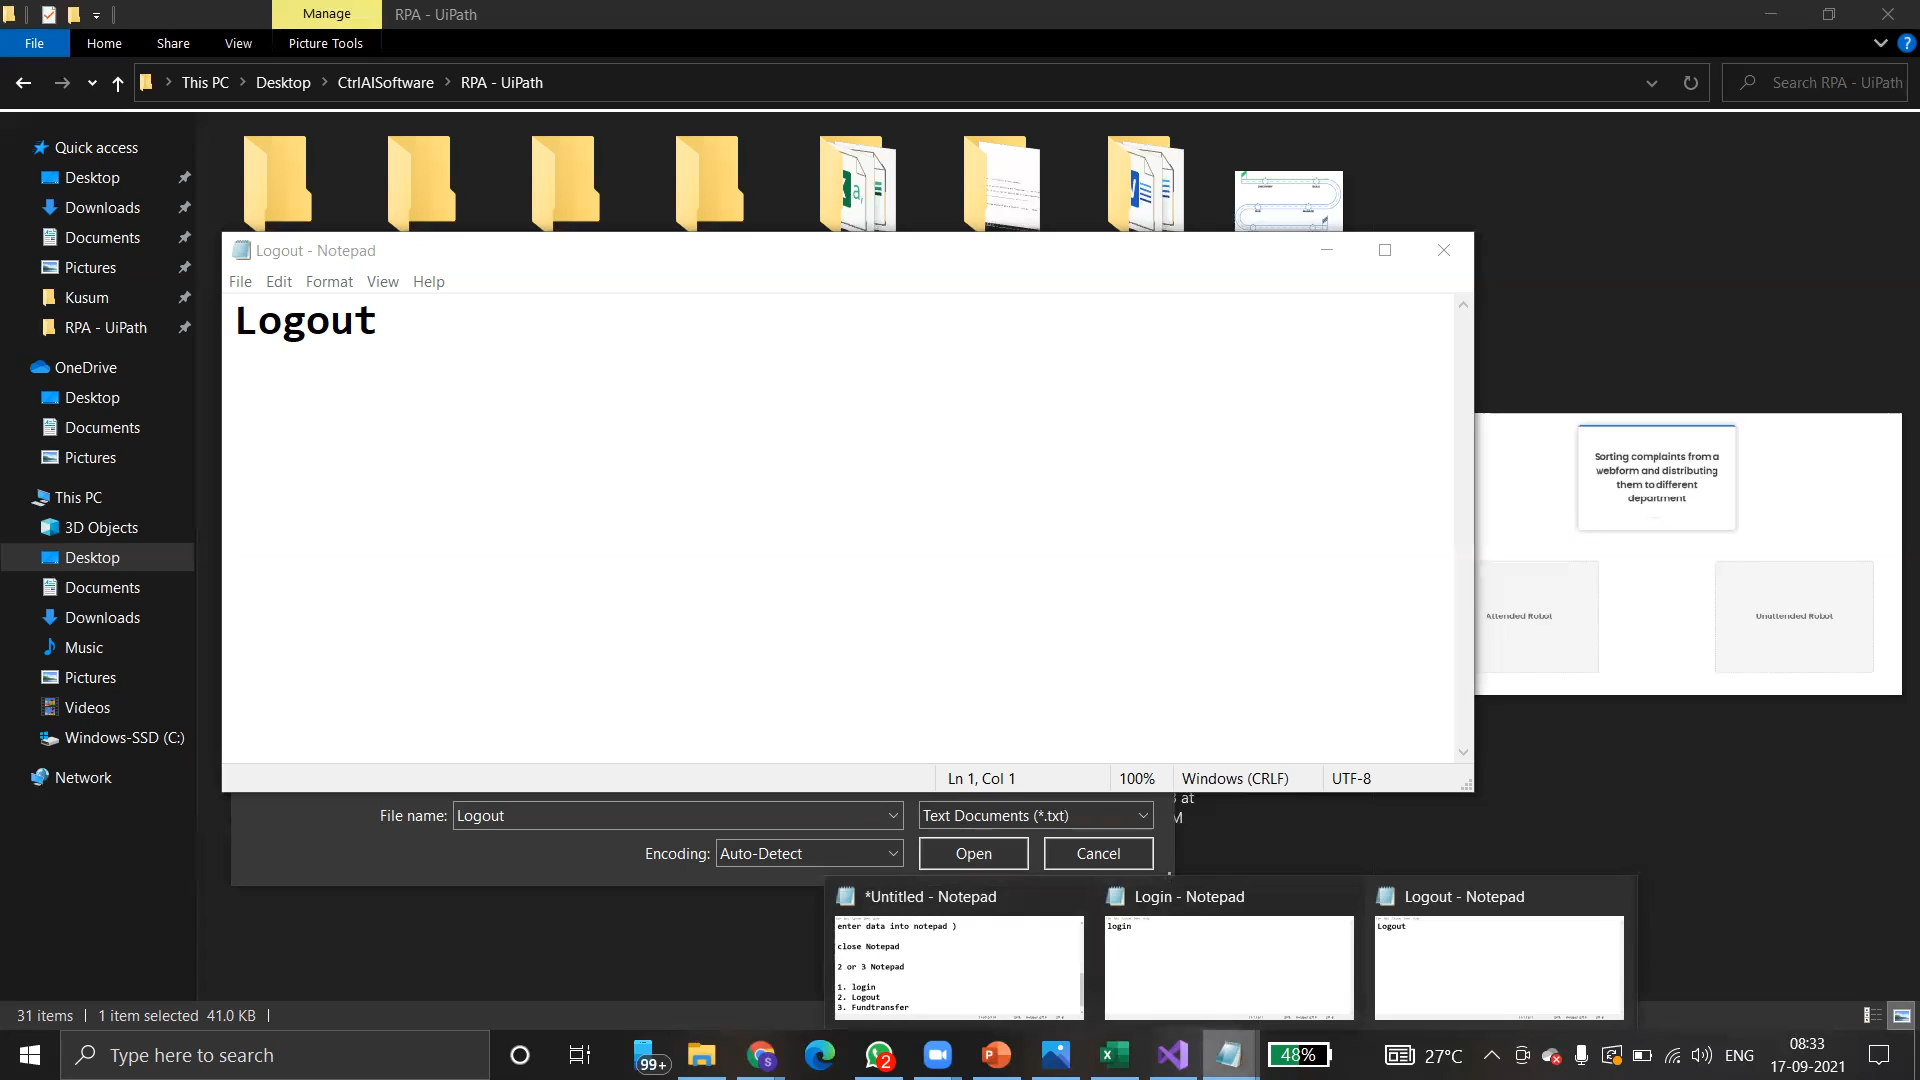 Manage
RPA - UiPath
File
Home
Share
View
Picture Tools
This PC
Desktop
CtrlAISoftware
RPA - UiPath
Search RPA - UiPath
Quick access
Desktop
Downloads
Documents
Pictures
Kusum
RPA - UiPath
OneDrive
Desktop
Documents
Pictures
This PC
3D Objects
Desktop
Documents
Downloads
Music
Pictures
Videos
Windows-SSD (C:)
Network
Logout - Notepad
File Edit Format View Help
Logout
Ln 1, Col 1
100%
Windows (CRLF)
UTF-8
Sorting complaints from a
webform and distributing
them to different
department
Attended Robot
Unattended Robot
at
M
File name:
Logout
Text Documents (*.txt)
Encoding:
Auto-Detect
Open
Cancel
*Untitled - Notepad
enter data into notepad )
close Notepad
2 or 3 Notepad
1. login
2. Logout
3. Fundtransfer
Login - Notepad
login
Logout - Notepad
Logout
31 items
1 item selected 41.0 KB
Type here to search
99+
2
48%
27°C
ENG
08:33
17-09-2021